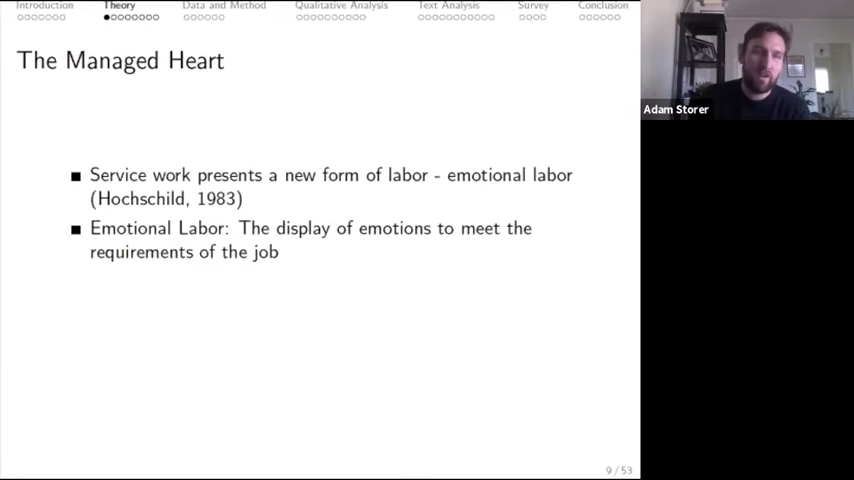 Introduction Theory Data and Method Qualitative Analysis Text Analysis Survey Conclusion
The Managed Heart
Adam Storer
Service work presents a new form of labor - emotional labor
(Hochschild, 1983)
Emotional Labor: The display of emotions to meet the
requirements of the job
9 / 53